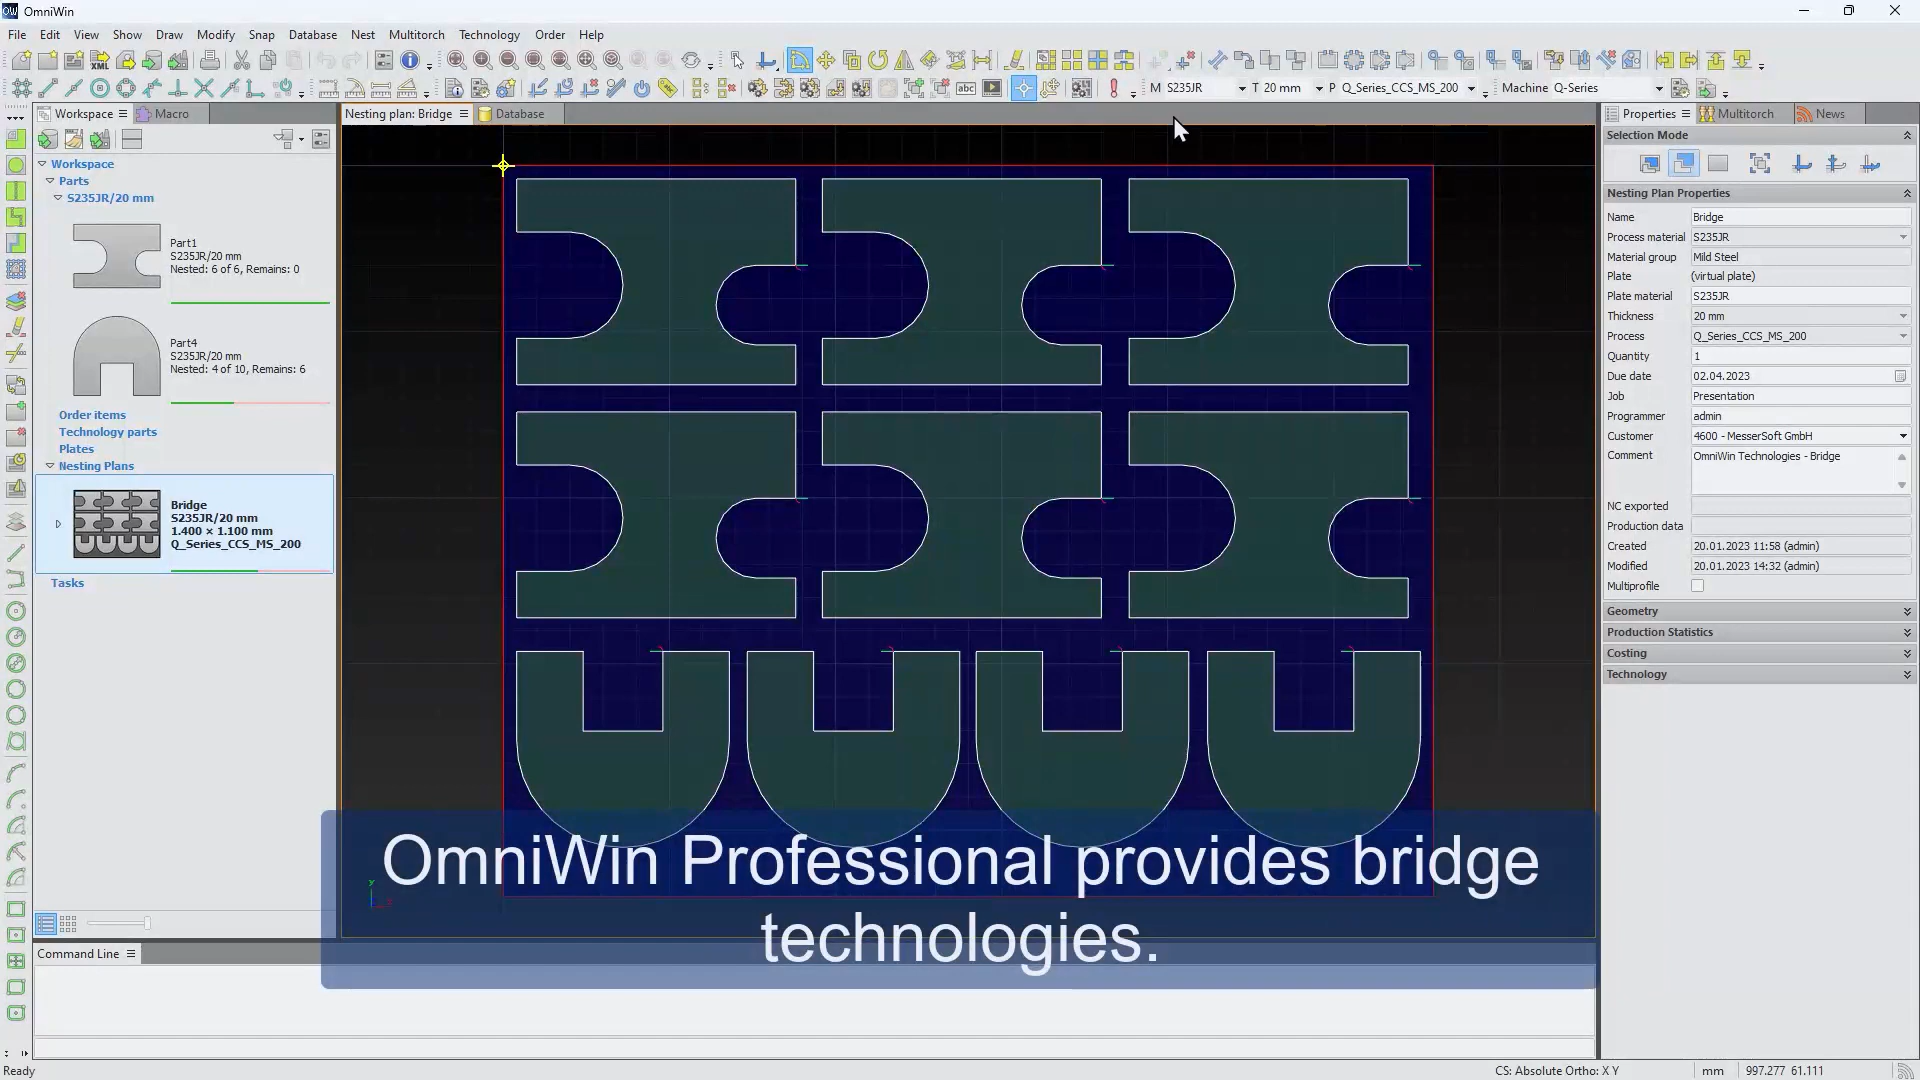 OmniWin
File Edit View Show Draw Modify Snap Database Nest Multitorch Technology Order Help
M S235JR T 20 mm P Q_Series_CCS_MS_200 Machine Q-Series
Workspace Macro
Nesting plan: Bridge Database
Properties Multitorch News
Workspace
Parts
S235JR/20 mm
Part1
S235JR/20 mm
Nested: 6 of 6, Remains: 0
Part4
S235JR/20 mm
Nested: 4 of 10, Remains: 6
Order items
Technology parts
Plates
Nesting Plans
Bridge
S235JR/20 mm
1.400 × 1.100 mm
Q_Series_CCS_MS_200
Tasks
Selection Mode
Nesting Plan Properties
Name Bridge
Process material S235JR
Material group Mild Steel
Plate (virtual plate)
Plate material S235JR
Thickness 20 mm
Process Q_Series_CCS_MS_200
Quantity 1
Due date 02.04.2023
Job Presentation
Programmer admin
Customer 4600 - MesserSoft GmbH
Comment OmniWin Technologies - Bridge
NC exported
Production data
Created 20.01.2023 11:58 (admin)
Modified 20.01.2023 14:32 (admin)
Multiprofile
Geometry
Production Statistics
Costing
Technology
OmniWin Professional provides bridge
technologies.
Command Line
Ready
CS: Absolute Ortho: X Y mm 997.277 61.111